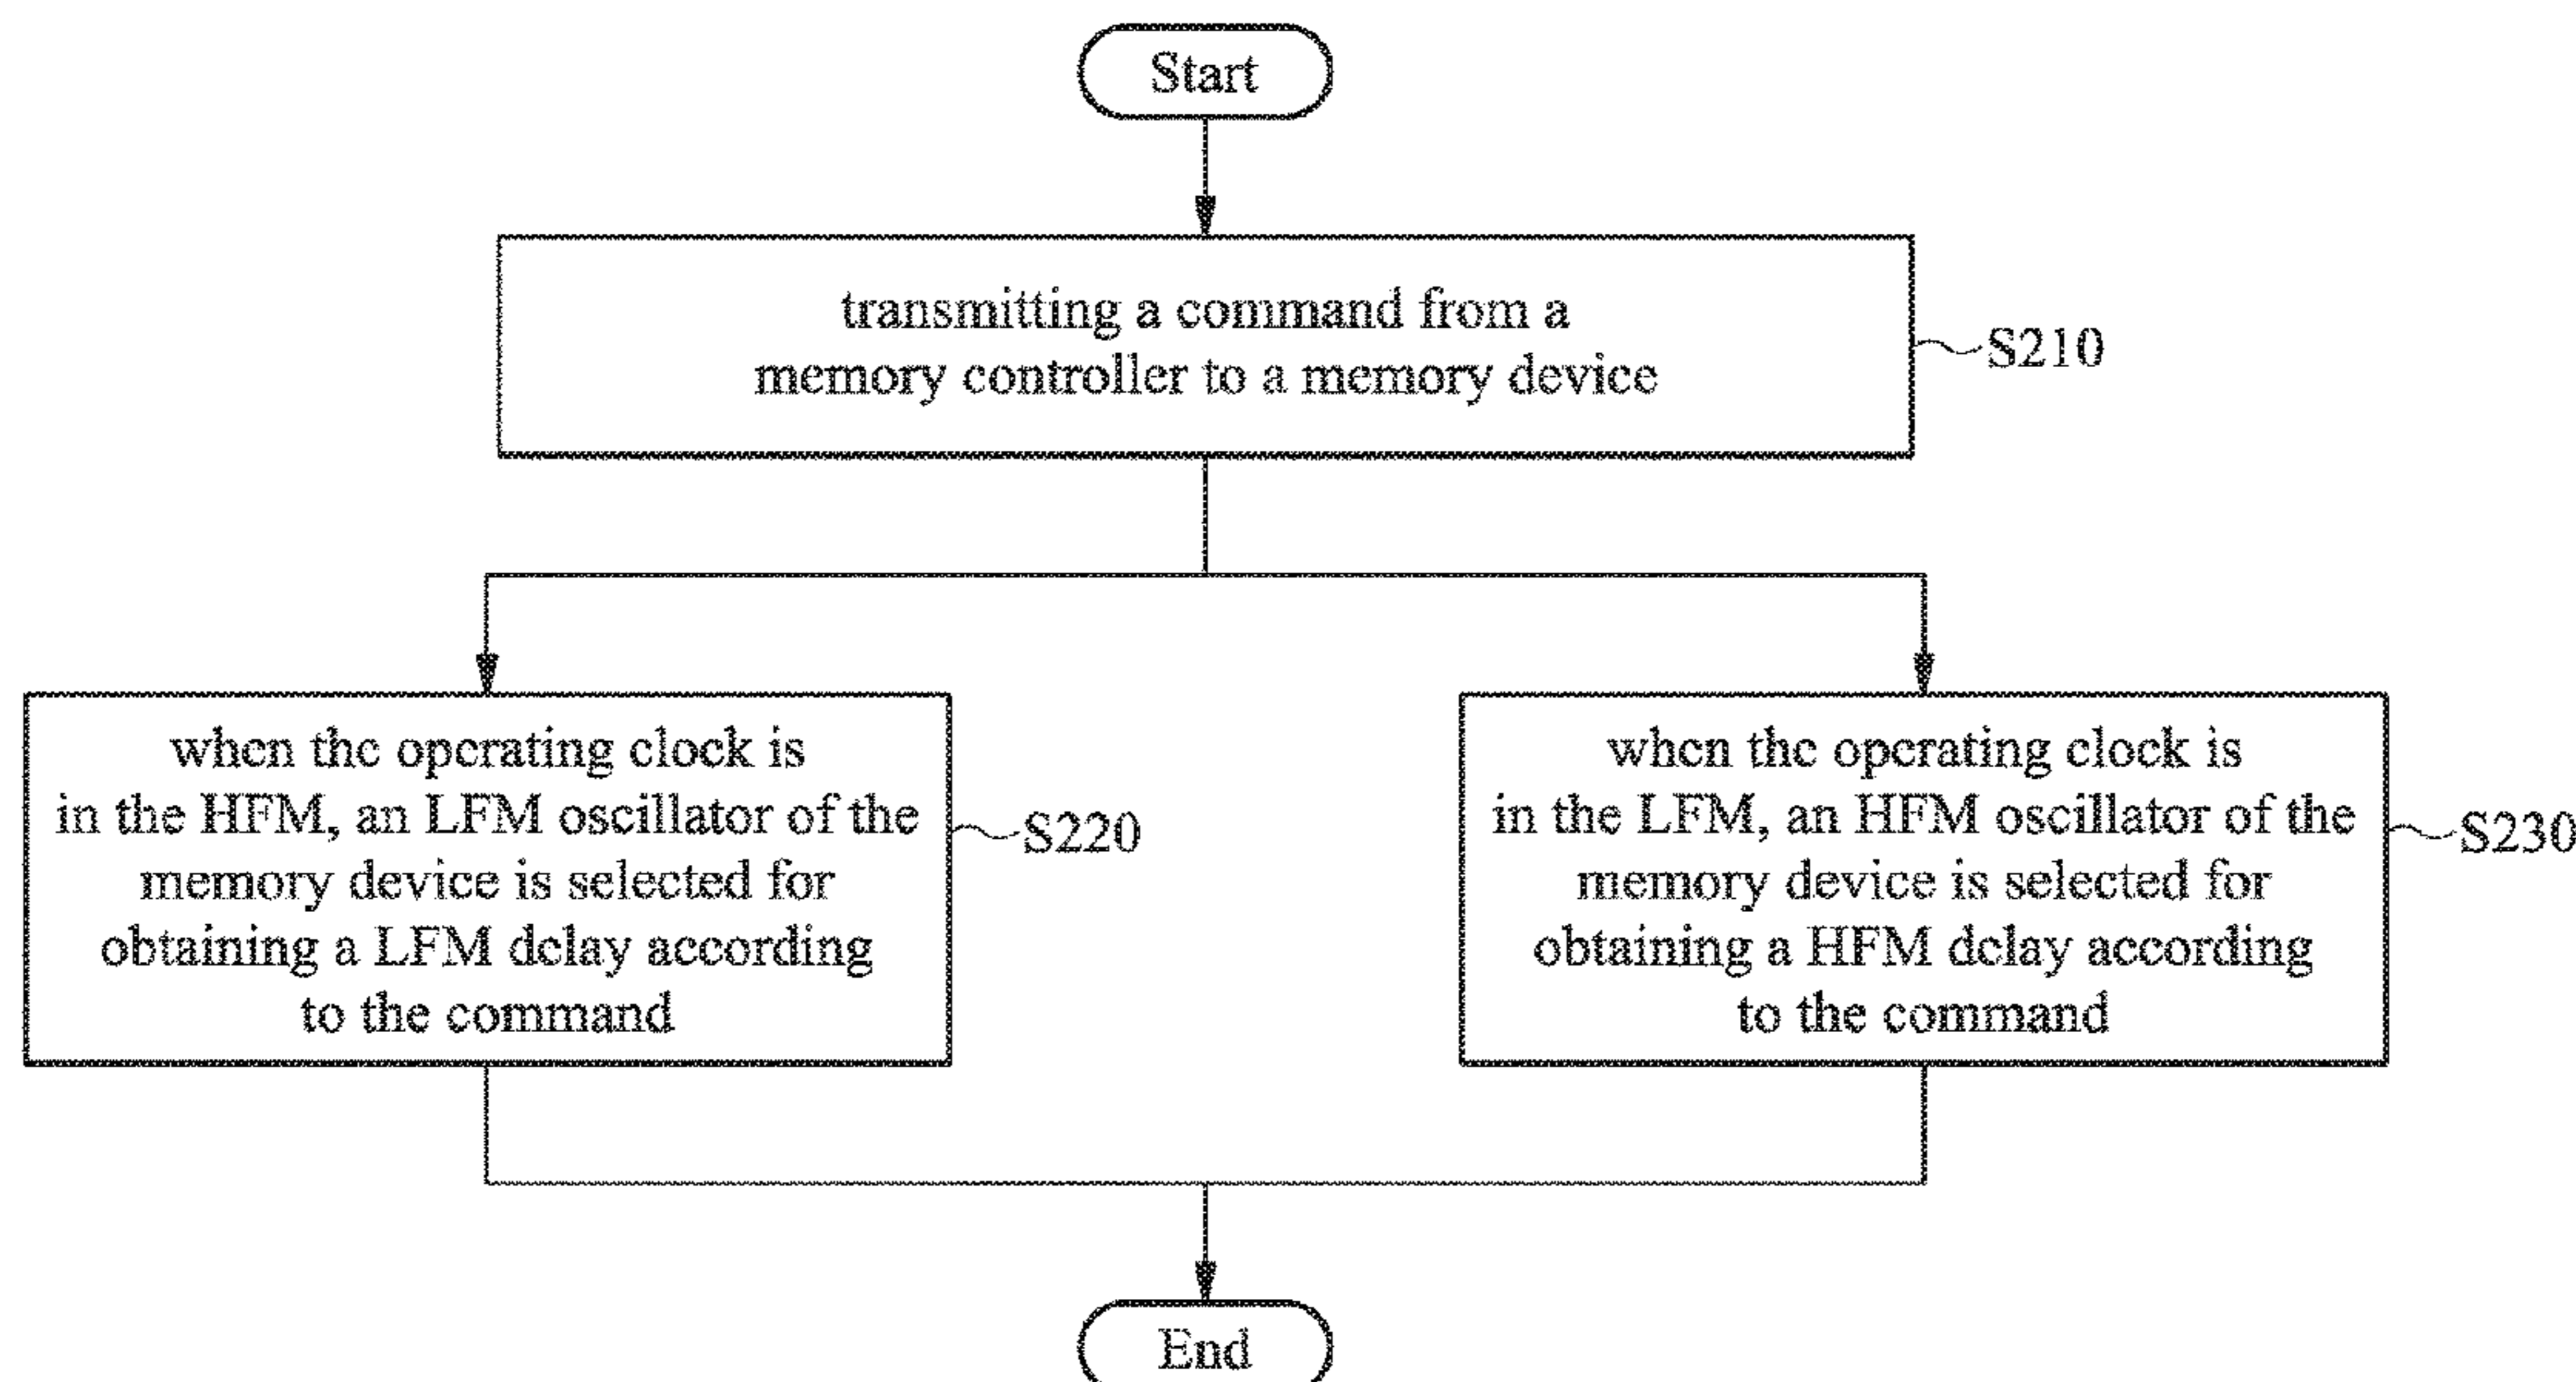 Start
transmitting a command from a
memory controller to a memory device
S210
when the operating clock is
in the HFM, an LFM oscillator of the
memory device is selected for
obtaining a LFM delay according
to the command
S220
when the operating clock is
in the LFM, an HFM oscillator of the
memory device is selected for
obtaining a HFM delay according
to the command
S230
End